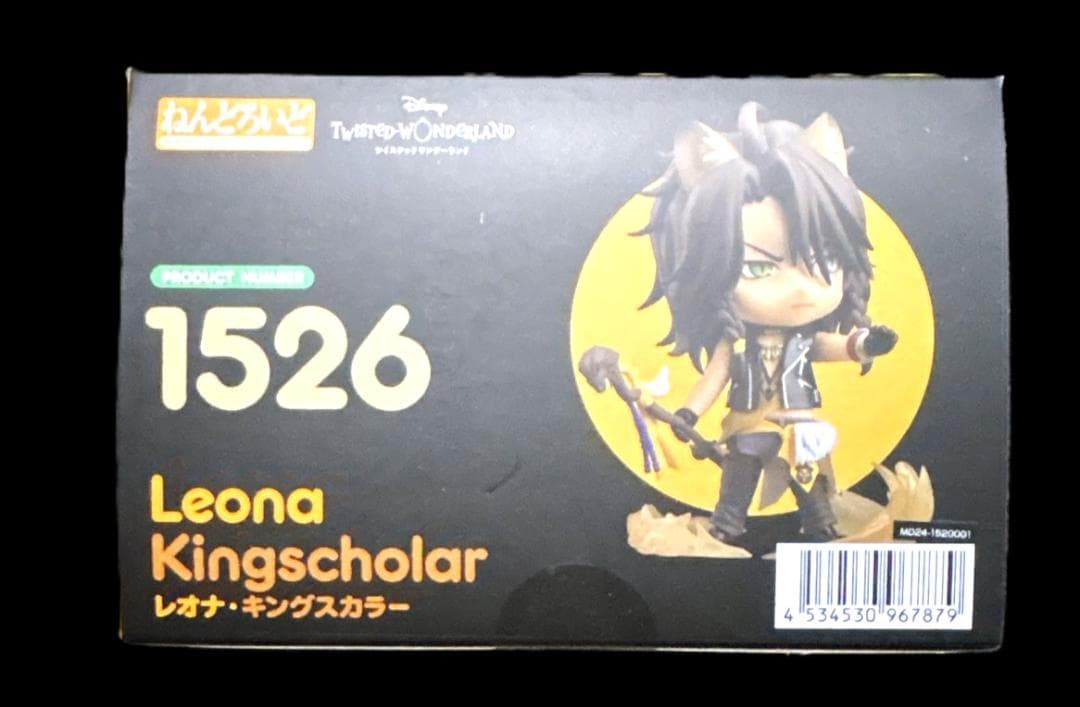 ねんどろいど
Disney
TWISTED-WONDERLAND
ツイステッドワンダーランド
PRODUCT NUMBER
1526
Leona
Kingscholar
レオナ・キングスカラー
MD24-1520001
4 534530 967879